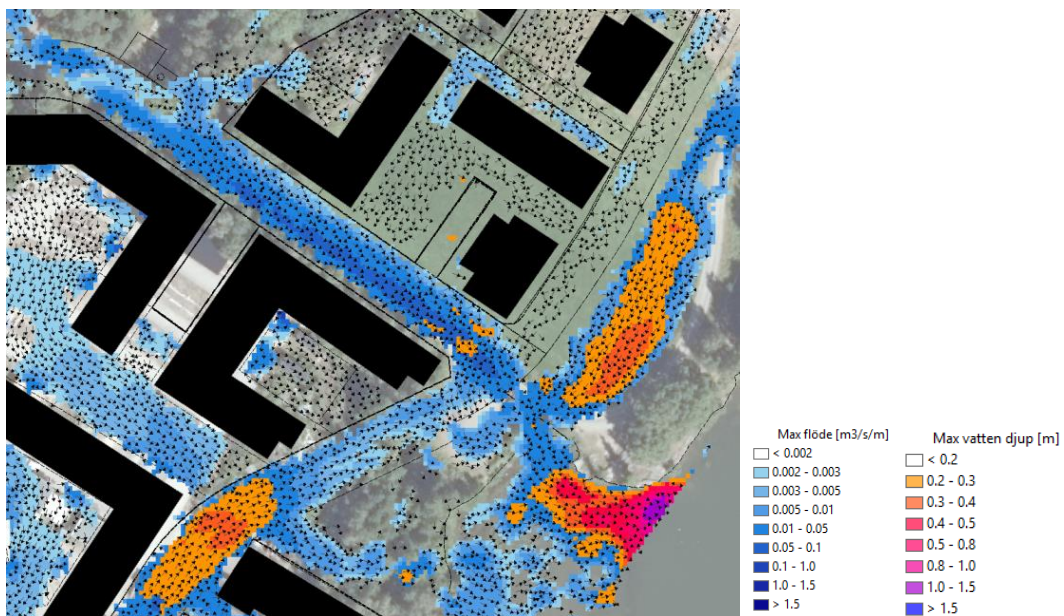 Max flöde [m3/s/m]
< 0.002
0.002 - 0.003
0.003 - 0.005
0.005 - 0.01
0.01 - 0.05
0.05 - 0.1
0.1 - 1.0
1.0 - 1.5
> 1.5
Max vatten djup [m]
< 0.2
0.2 - 0.3
0.3 - 0.4
0.4 - 0.5
0.5 - 0.8
0.8 - 1.0
1.0 - 1.5
> 1.5